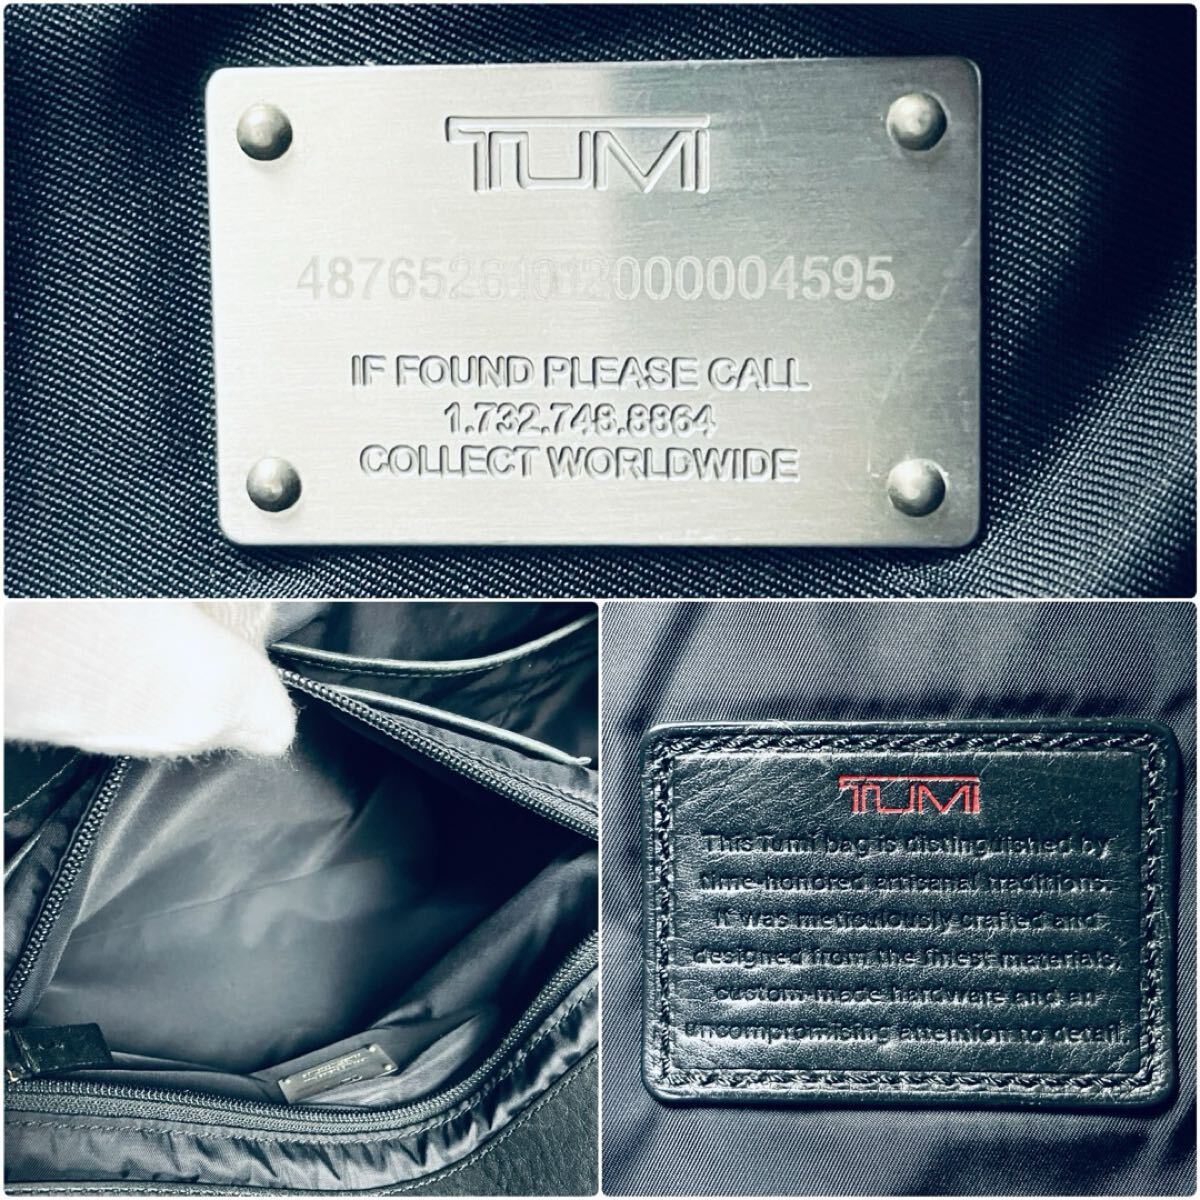 TUMI
48765261012000004595
IF FOUND PLEASE CALL
1.732.748.8864
COLLECT WORLDWIDE
TUMI
This Tumi bag is distinguished by
time-honored artisanal traditions.
It was meticulously crafted and
designed from the finest materials,
custom-made hardware and an
uncompromising attention to detail.